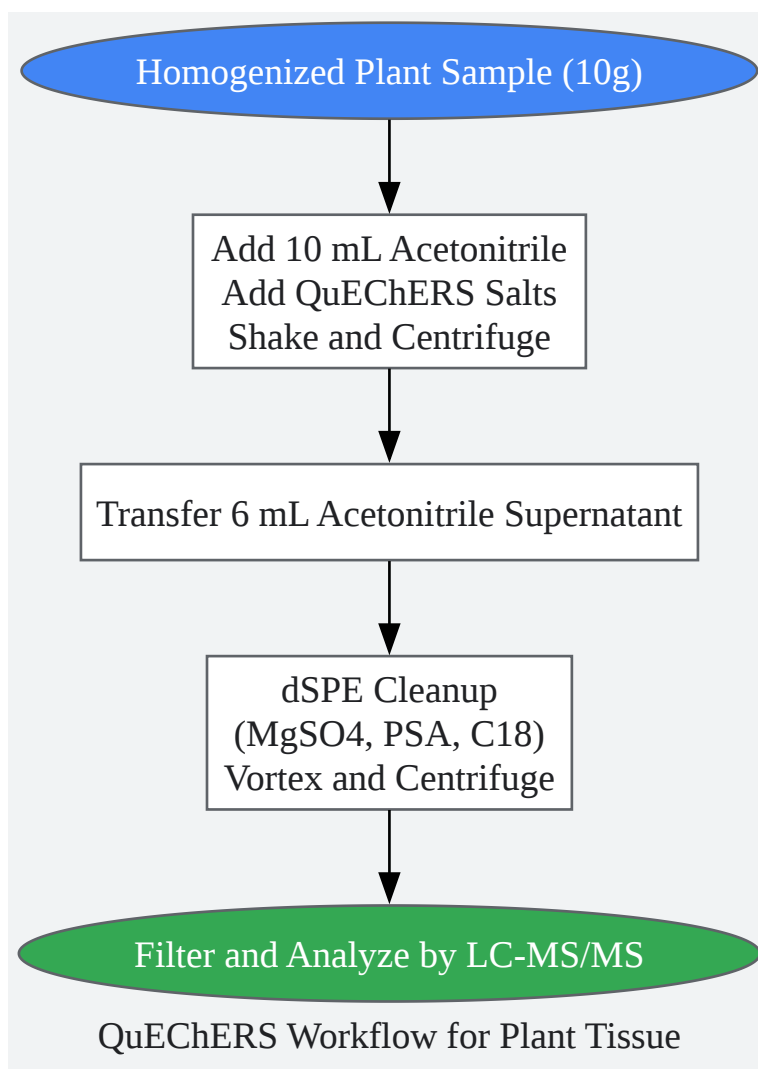 Homogenized Plant Sample (10g)
Add 10 mL Acetonitrile
Add QuEChERS Salts
Shake and Centrifuge
Transfer 6 mL Acetonitrile Supernatant
dSPE Cleanup
(MgSO4, PSA, C18)
Vortex and Centrifuge
Filter and Analyze by LC-MS/MS
QuEChERS Workflow for Plant Tissue